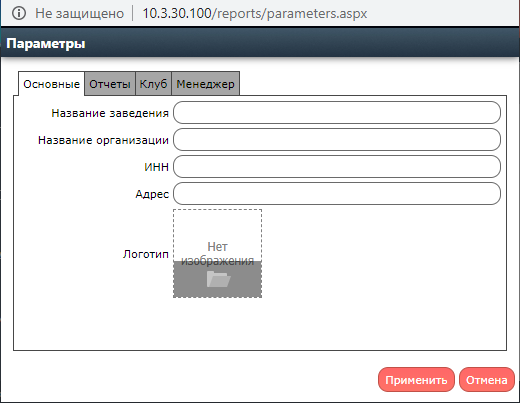 Не защищено 10.3.30.100/reports/parameters.aspx
Параметры
Основные Отчеты Клуб Менеджер
Название заведения
Название организации
ИНН
Адрес
Логотип
Нет
изображения
Применить Отмена